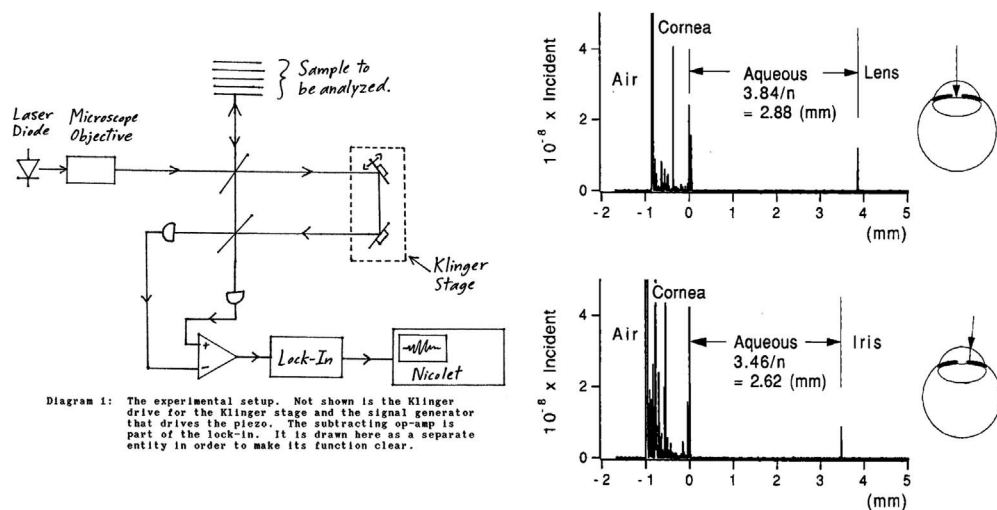 Sample to
be analyzed.
Laser
Diode
Microscope
Objective
Klinger
Stage
+
-
Lock-In
Nicolet
Diagram 1: The experimental setup. Not shown is the Klinger
drive for the Klinger stage and the signal generator
that drives the piezo. The subtracting op-amp is
part of the lock-in. It is drawn here as a separate
entity in order to make its function clear.
10⁻⁸ x Incident
4
2
0
Air
Cornea
Aqueous
3.84/n
= 2.88 (mm)
Lens
-2 -1 0 1 2 3 4 5
(mm)
10⁻⁸ x Incident
4
2
0
Air
Cornea
Aqueous
3.46/n
= 2.62 (mm)
Iris
-2 -1 0 1 2 3 4 5
(mm)